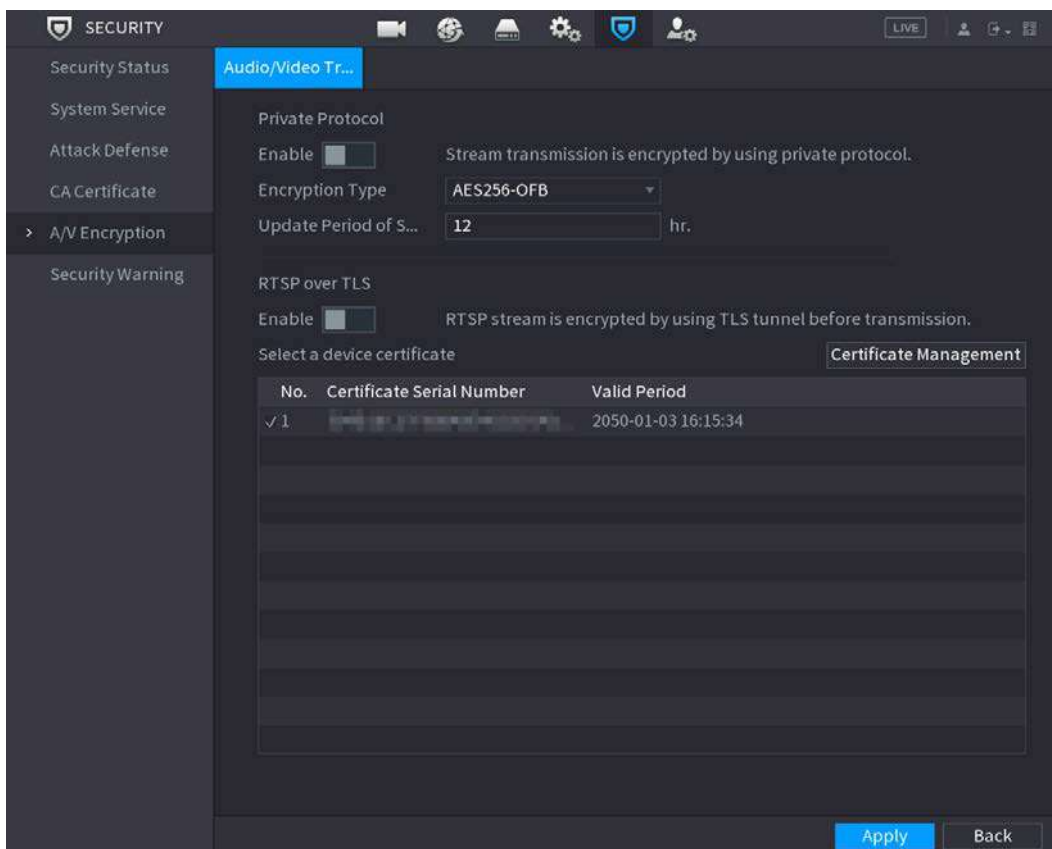 SECURITY
LIVE
Security Status
Audio/Video Tr...
System Service
Attack Defense
CA Certificate
A/V Encryption
Security Warning
Private Protocol
Enable
Stream transmission is encrypted by using private protocol.
Encryption Type
AES256-OFB
Update Period of S...
12
hr.
RTSP over TLS
Enable
RTSP stream is encrypted by using TLS tunnel before transmission.
Select a device certificate
Certificate Management
No. Certificate Serial Number Valid Period
1 2050-01-03 16:15:34
Apply
Back